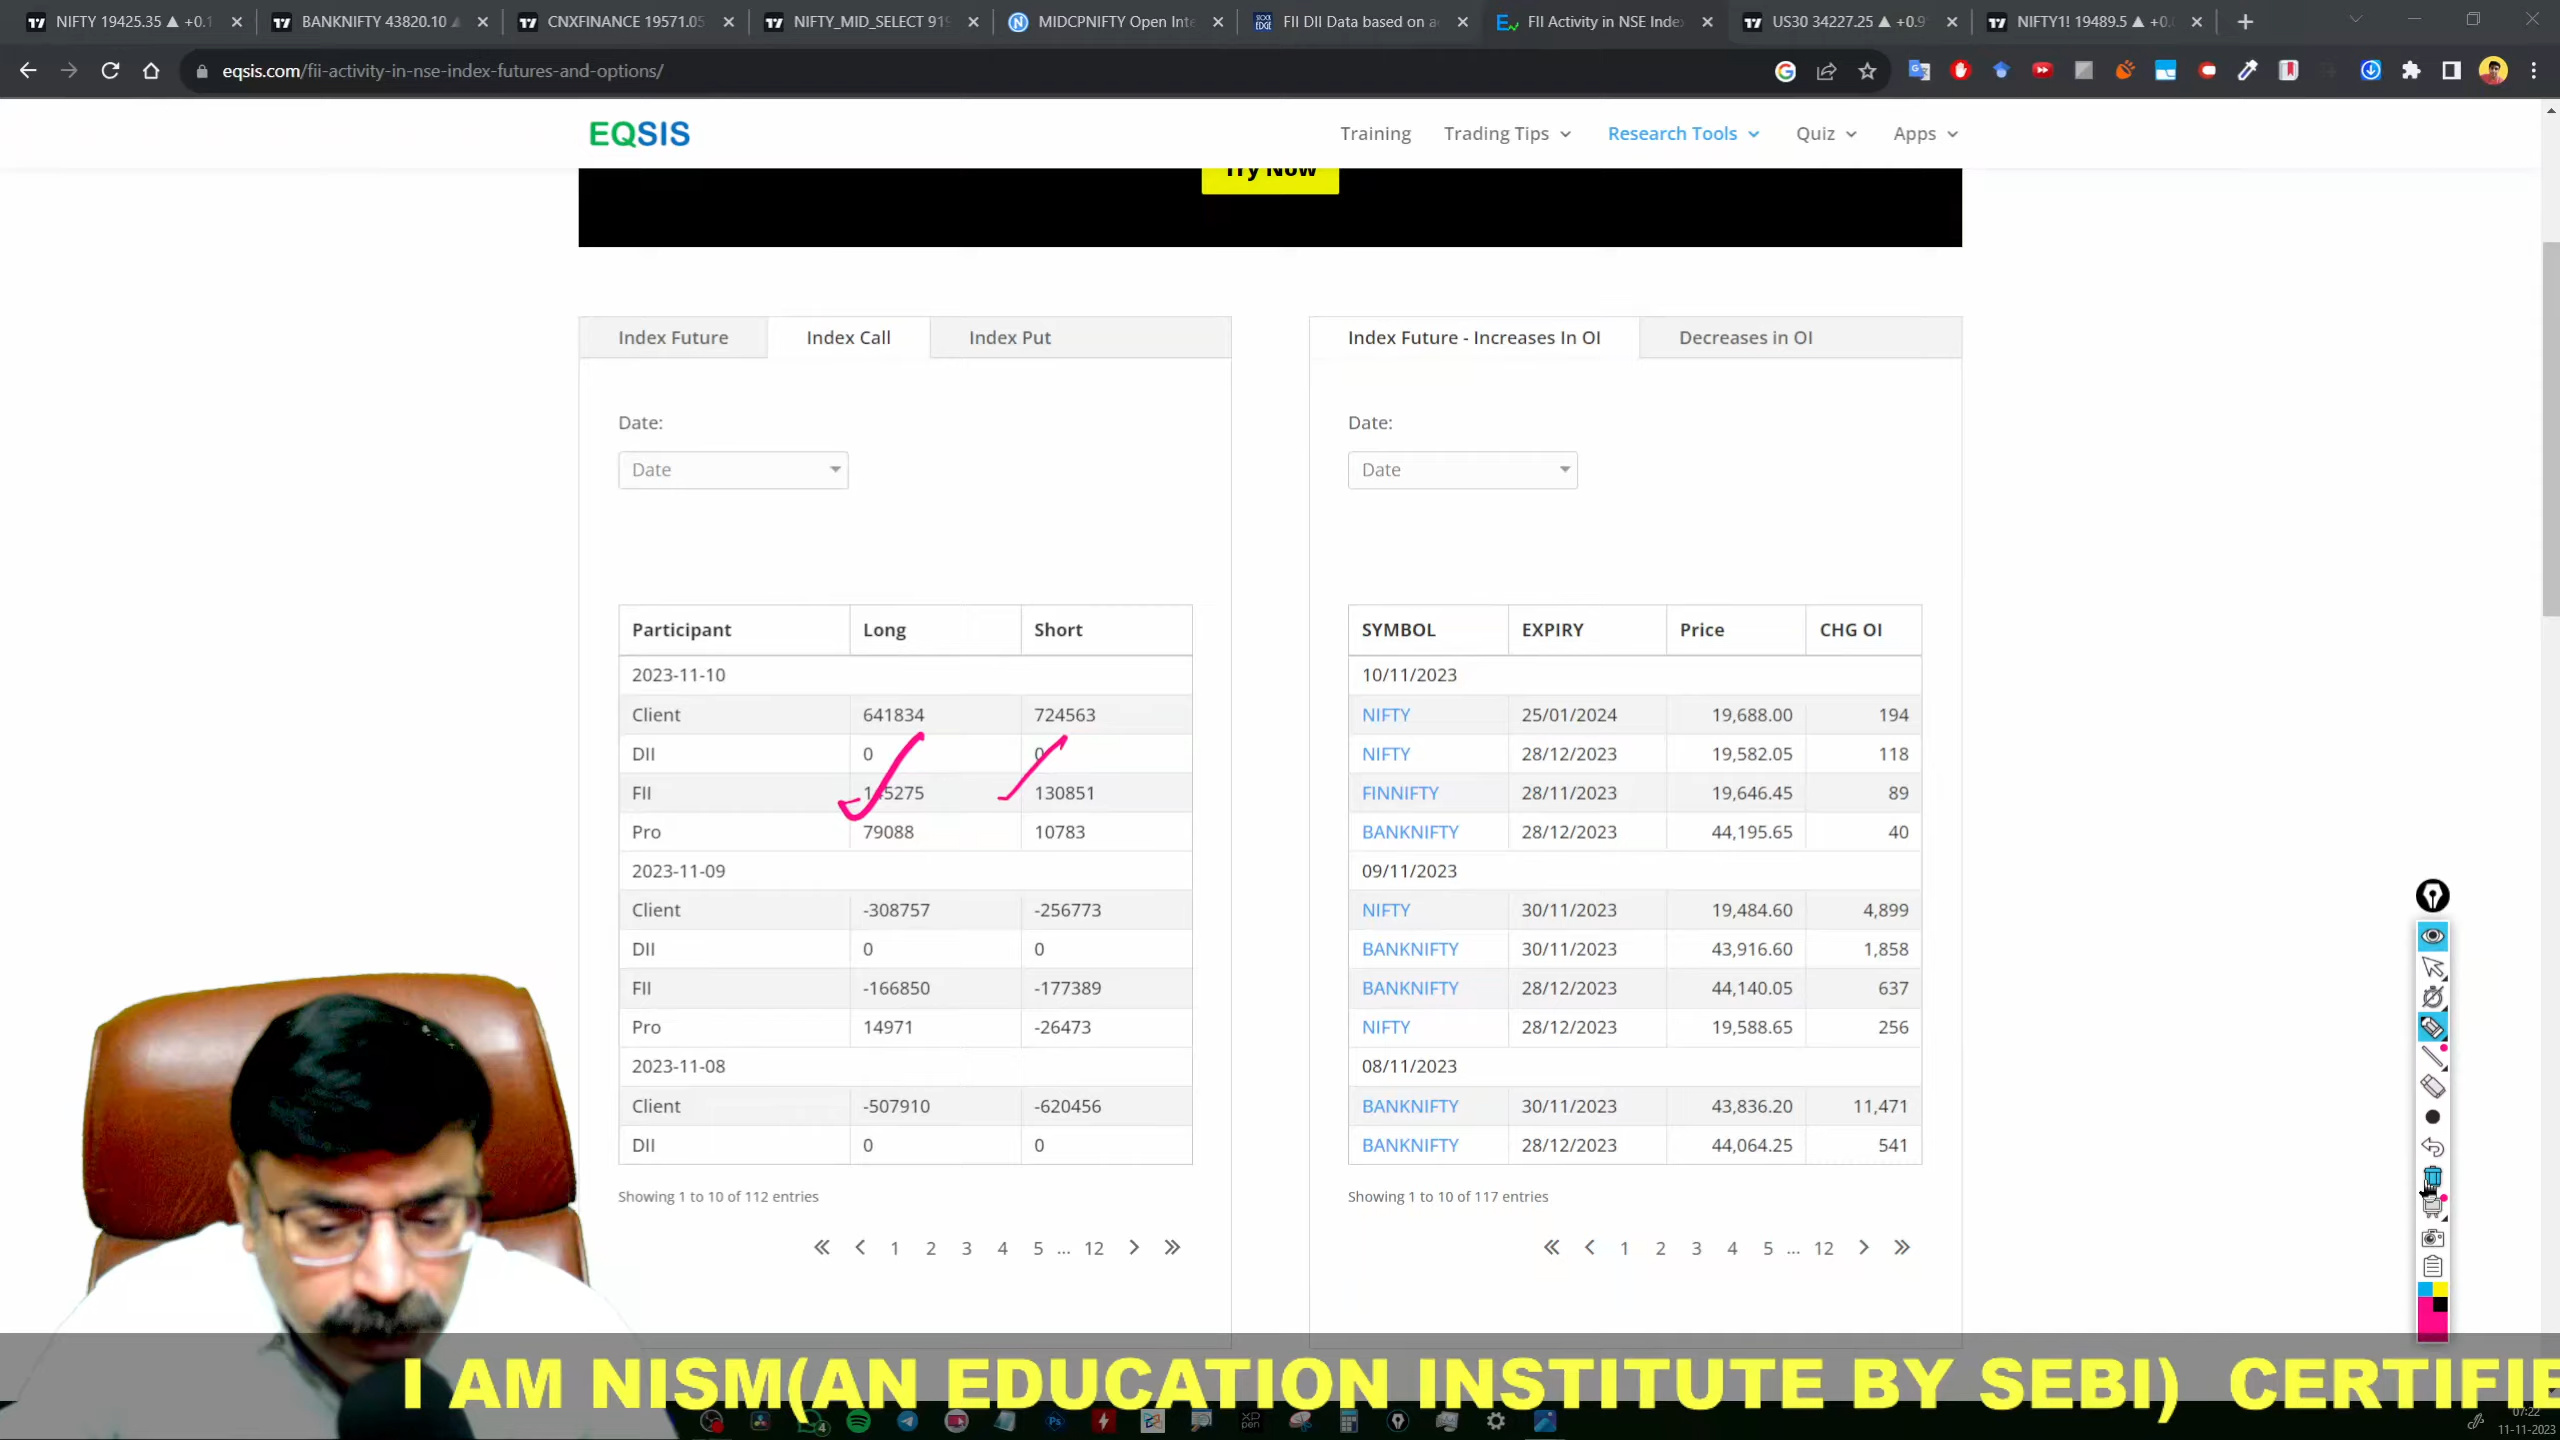 NIFTY 19425.35 ▲ +0.1
BANKNIFTY 43820.10 ▲
CNXFINANCE 19571.05
NIFTY_MID_SELECT 919
MIDCPNIFTY Open Inte
FII DII Data based on a
FII Activity in NSE Index
US30 34227.25 ▲ +0.9
NIFTY1! 19489.5 ▲ +0.
eqsis.com/fii-activity-in-nse-index-futures-and-options/
EQSIS
Training Trading Tips Research Tools Quiz Apps
Try Now
Index Future Index Call Index Put
Index Future - Increases In OI Decreases in OI
Date: Date:
Date Date
Participant Long Short
2023-11-10
Client 641834 724563
DII 0 0
FII 145275 130851
Pro 79088 10783
2023-11-09
Client -308757 -256773
DII 0 0
FII -166850 -177389
Pro 14971 -26473
2023-11-08
Client -507910 -620456
DII 0 0
Showing 1 to 10 of 112 entries
« < 1 2 3 4 5 ... 12 > »
SYMBOL EXPIRY Price CHG OI
10/11/2023
NIFTY 25/01/2024 19,688.00 194
NIFTY 28/12/2023 19,582.05 118
FINNIFTY 28/11/2023 19,646.45 89
BANKNIFTY 28/12/2023 44,195.65 40
09/11/2023
NIFTY 30/11/2023 19,484.60 4,899
BANKNIFTY 30/11/2023 43,916.60 1,858
BANKNIFTY 28/12/2023 44,140.05 637
NIFTY 28/12/2023 19,588.65 256
08/11/2023
BANKNIFTY 30/11/2023 43,836.20 11,471
BANKNIFTY 28/12/2023 44,064.25 541
Showing 1 to 10 of 117 entries
« < 1 2 3 4 5 ... 12 > »
I AM NISM(AN EDUCATION INSTITUTE BY SEBI) CERTIFIE
07:22
11-11-2023